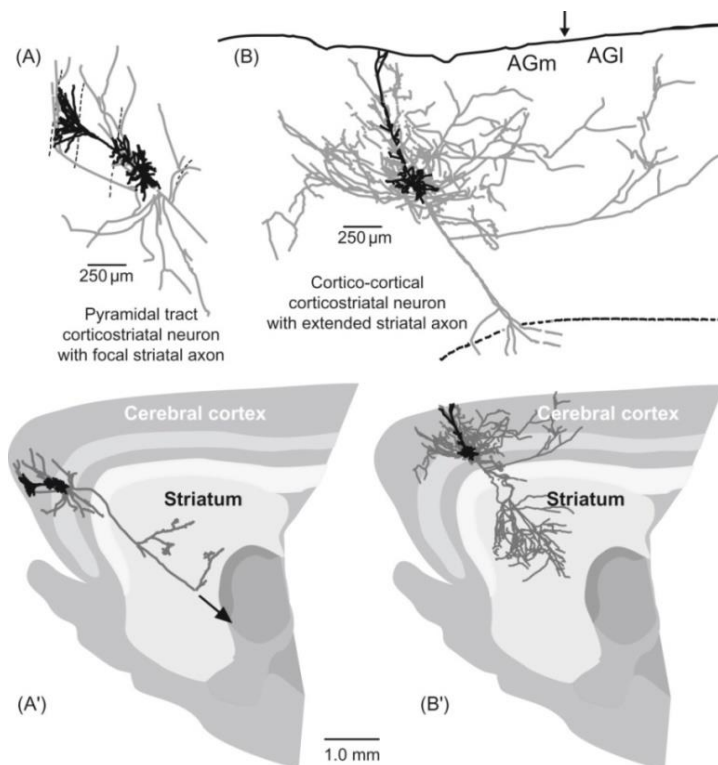 (A)
(B)
AGm
AGl
250 μm
250 μm
Pyramidal tract
corticostriatal neuron
with focal striatal axon
Cortico-cortical
corticostriatal neuron
with extended striatal axon
Cerebral cortex
Cerebral cortex
Striatum
Striatum
(A')
(B')
1.0 mm